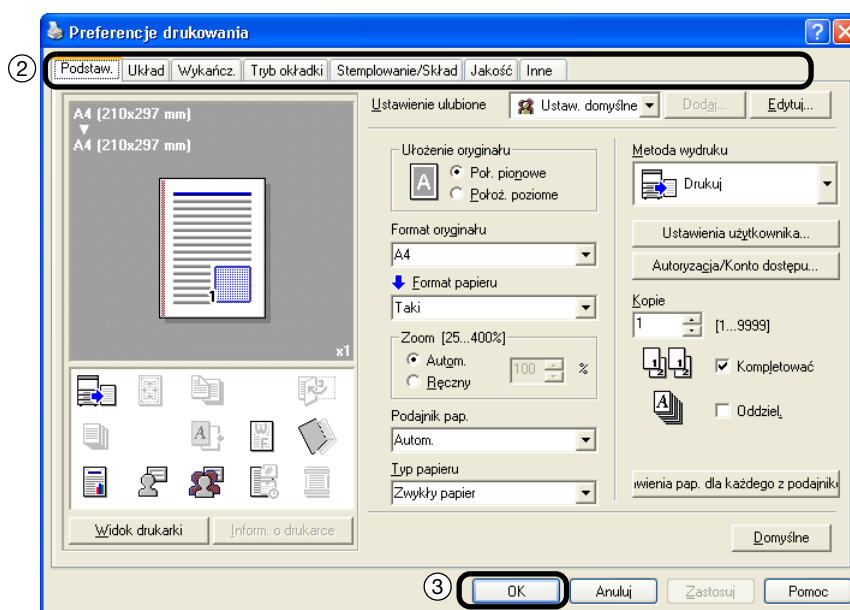 Preferencje drukowania
②
Podstaw. Układ Wykańcz. Tryb okładki Stemplowanie/Skład Jakość Inne
A4 (210x297 mm)
A4 (210x297 mm)
x1
Widok drukarki Inform. o drukarce
Ustawienie ulubione Ustaw. domyślne Dodaj... Edytuj...
Ułożenie oryginału
Poł. pionowe
Położ. poziome
Format oryginału
A4
Format papieru
Taki
Zoom [25...400%]
Autom.
Ręczny
100 %
Podajnik pap.
Autom.
Typ papieru
Zwykły papier
Metoda wydruku
Drukuj
Ustawienia użytkownika...
Autoryzacja/Konto dostępu...
Kopie
1 [1...9999]
Kompletować
Oddziel.
wienia pap. dla każdego z podajnik
Domyślne
③
OK Anuluj Zastosuj Pomoc